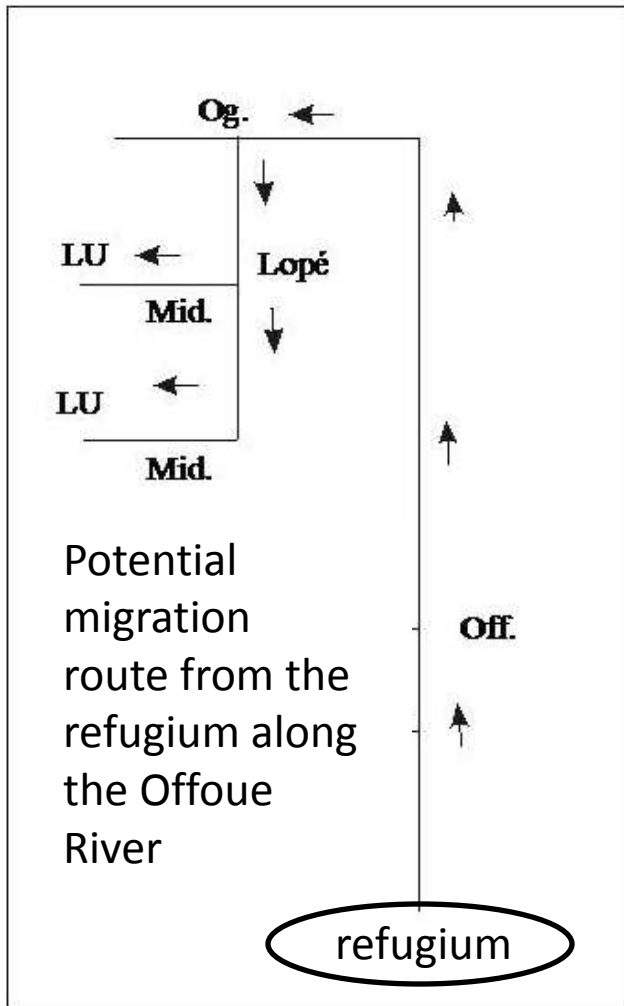 Og.
LU
Lopé
Mid.
LU
Mid.
Potential
migration
route from the
refugium along
the Offoue
River
Off.
refugium